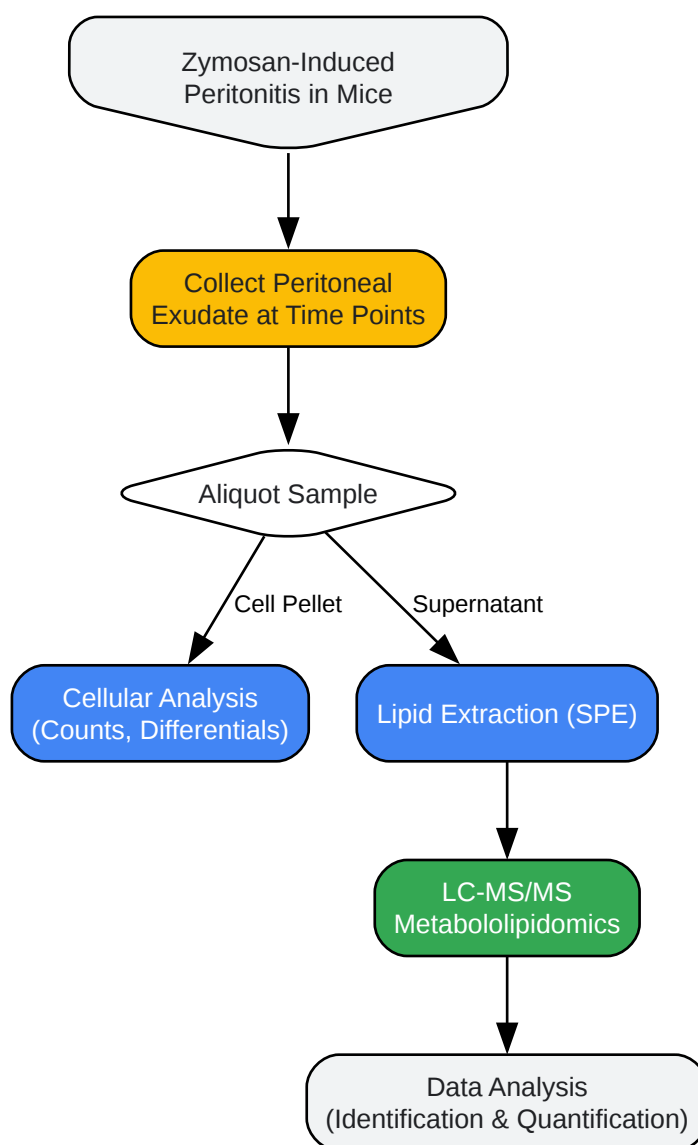 Zymosan-Induced
Peritonitis in Mice
Collect Peritoneal
Exudate at Time Points
Aliquot Sample
Cell Pellet
Supernatant
Cellular Analysis
(Counts, Differentials)
Lipid Extraction (SPE)
LC-MS/MS
Metabololipidomics
Data Analysis
(Identification & Quantification)